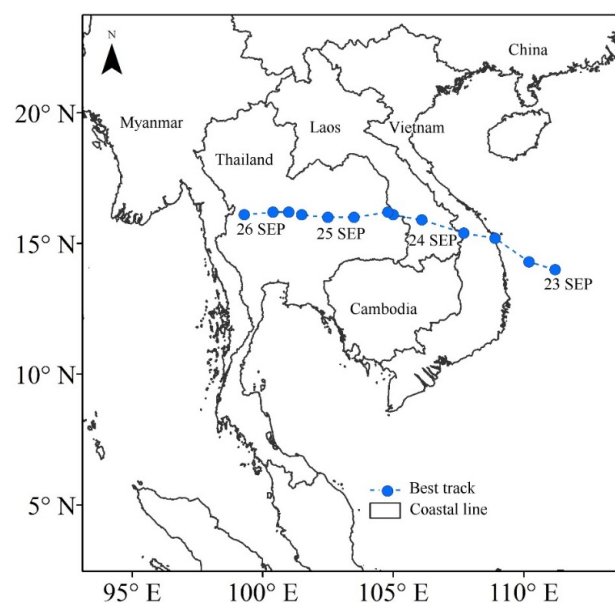 N
China
20° N
Myanmar
Laos
Vietnam
Thailand
26 SEP
25 SEP
24 SEP
15° N
23 SEP
Cambodia
10° N
Best track
5° N
Coastal line
95° E
100° E
105° E
110° E